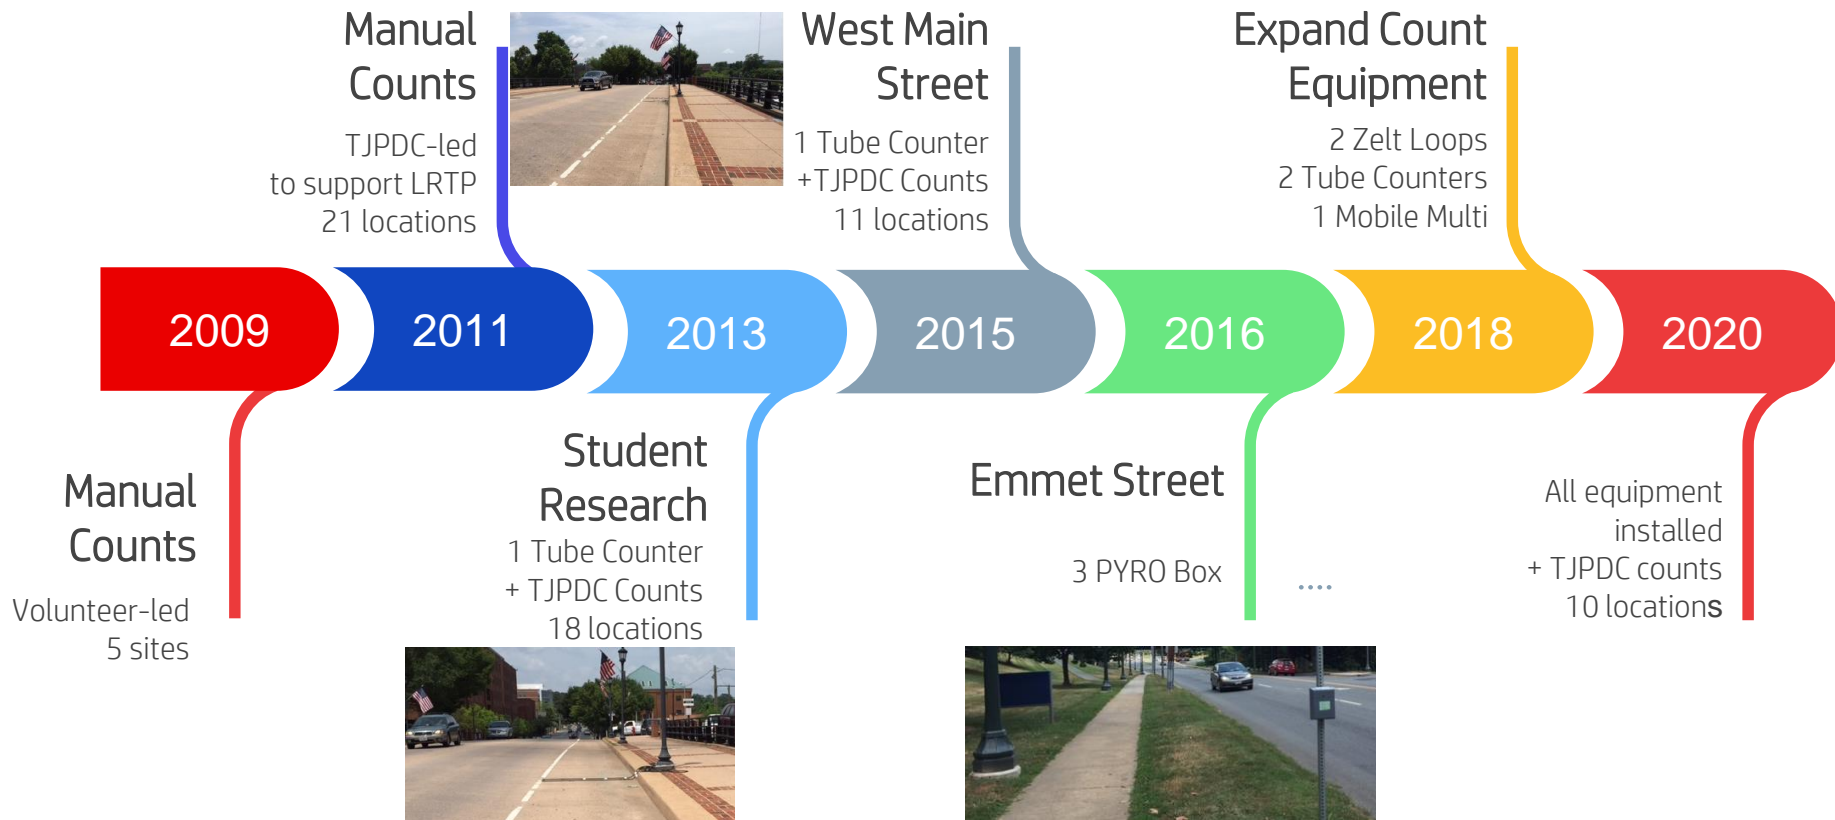 Manual
Counts
TJPDC-led
to support LRTP
21 locations
West Main
Street
1 Tube Counter
+TJPDC Counts
11 locations
Expand Count
Equipment
2 Zelt Loops
2 Tube Counters
1 Mobile Multi
2009
2011
2013
2015
2016
2018
2020
Manual
Counts
Volunteer-led
5 sites
Student
Research
1 Tube Counter
+ TJPDC Counts
18 locations
Emmet Street
3 PYRO Box
....
All equipment
installed
+ TJPDC counts
10 locations